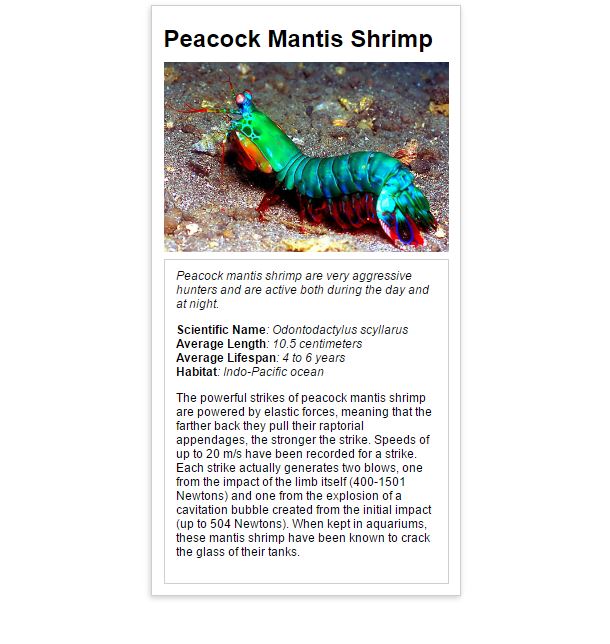 Peacock Mantis Shrimp
Peacock mantis shrimp are very aggressive
hunters and are active both during the day and
at night.
Scientific Name: Odontodactylus scyllarus
Average Length: 10.5 centimeters
Average Lifespan: 4 to 6 years
Habitat: Indo-Pacific ocean
The powerful strikes of peacock mantis shrimp
are powered by elastic forces, meaning that the
farther back they pull their raptorial
appendages, the stronger the strike. Speeds of
up to 20 m/s have been recorded for a strike.
Each strike actually generates two blows, one
from the impact of the limb itself (400-1501
Newtons) and one from the explosion of a
cavitation bubble created from the initial impact
(up to 504 Newtons). When kept in aquariums,
these mantis shrimp have been known to crack
the glass of their tanks.